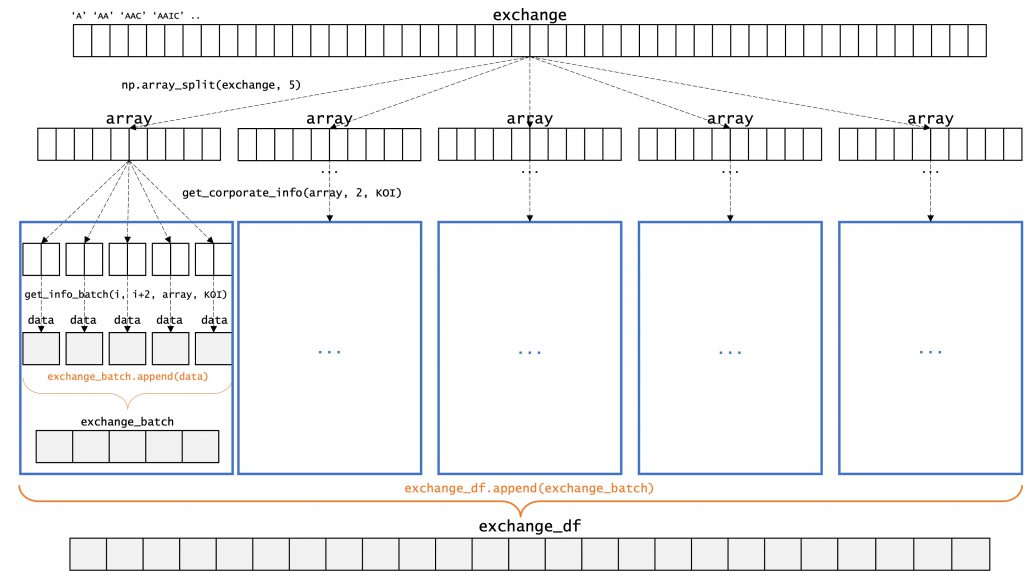 exchange
‘A’ ‘AA’ ‘AAC’ ‘AAIC’ ..
np.array_split(exchange, 5)
array array array array array
... ... ... ...
get_corporate_info(array, 2, KOI)
get_info_batch(i, i+2, array, KOI)
data data data data data
... ... ... ...
exchange_batch.append(data)
exchange_batch
exchange_df.append(exchange_batch)
exchange_df